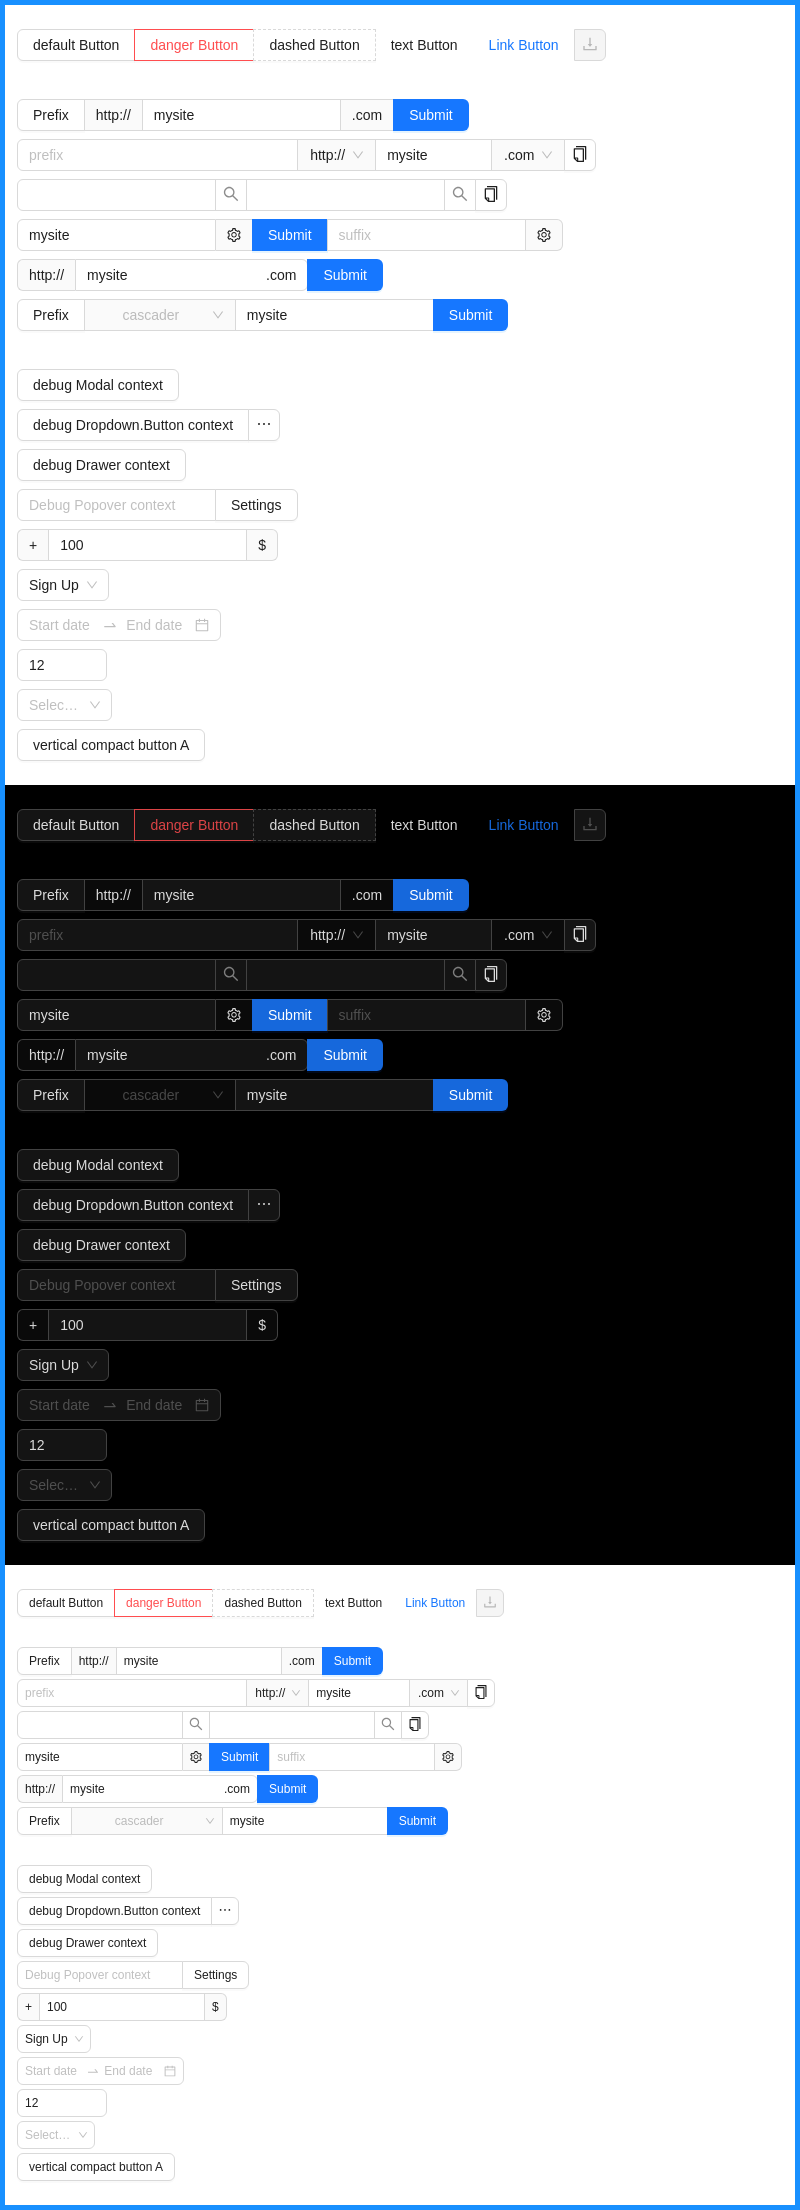 default Button danger Button dashed Button text Button Link Button
Prefix http:// mysite .com Submit
prefix http:// mysite .com
mysite Submit suffix
http:// mysite .com Submit
Prefix cascader mysite Submit
debug Modal context
debug Dropdown.Button context ···
debug Drawer context
Debug Popover context Settings
+ 100 $
Sign Up
Start date End date
12
Selec…
vertical compact button A
default Button danger Button dashed Button text Button Link Button
Prefix http:// mysite .com Submit
prefix http:// mysite .com
mysite Submit suffix
http:// mysite .com Submit
Prefix cascader mysite Submit
debug Modal context
debug Dropdown.Button context ···
debug Drawer context
Debug Popover context Settings
+ 100 $
Sign Up
Start date End date
12
Selec…
vertical compact button A
default Button danger Button dashed Button text Button Link Button
Prefix http:// mysite .com Submit
prefix http:// mysite .com
mysite Submit suffix
http:// mysite .com Submit
Prefix cascader mysite Submit
debug Modal context
debug Dropdown.Button context ···
debug Drawer context
Debug Popover context Settings
+ 100 $
Sign Up
Start date End date
12
Select…
vertical compact button A